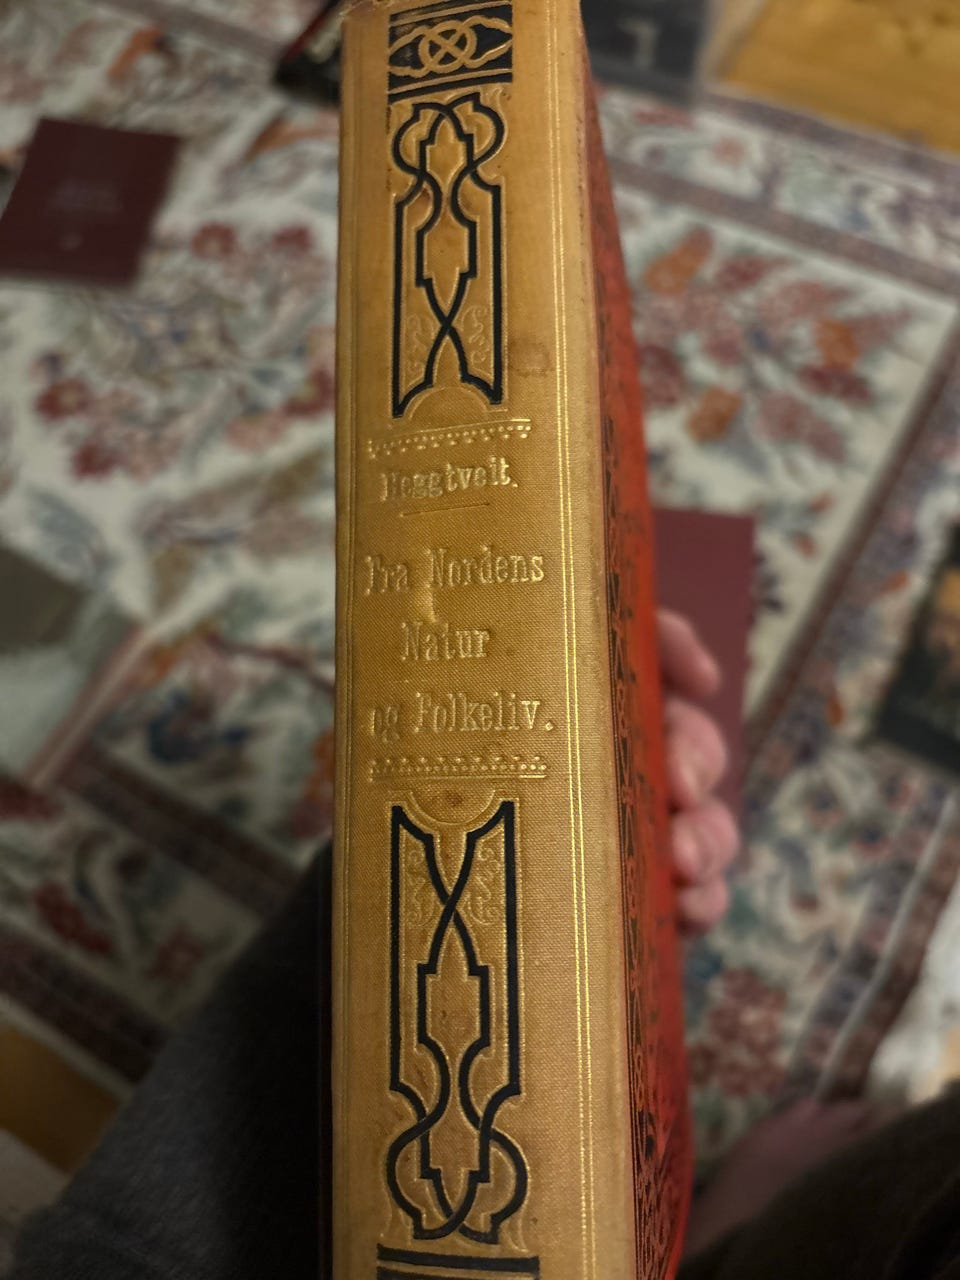 Heggtveit.
Fra Nordens
Natur
og Folkeliv.